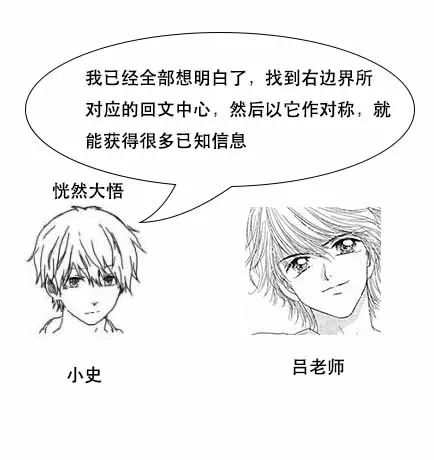 我已经全部想明白了，找到右边界所
对应的回文中心，然后以它作对称，就
能获得很多已知信息
恍然大悟
小史
吕老师